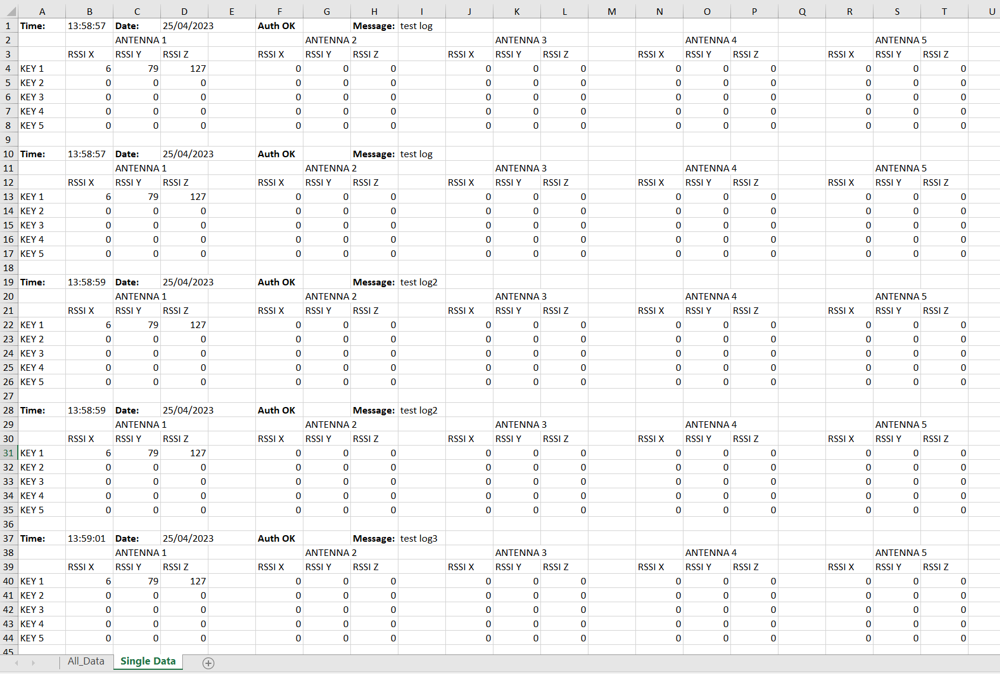 A B C D E F G H I J K L M N O P Q R S T U
1 Time: 13:58:57 Date: 25/04/2023 Auth OK Message: test log
2 ANTENNA 1 ANTENNA 2 ANTENNA 3 ANTENNA 4 ANTENNA 5
3 RSSI X RSSI Y RSSI Z RSSI X RSSI Y RSSI Z RSSI X RSSI Y RSSI Z RSSI X RSSI Y RSSI Z RSSI X RSSI Y RSSI Z
4 KEY 1 6 79 127 0 0 0 0 0 0 0 0 0 0 0 0
5 KEY 2 0 0 0 0 0 0 0 0 0 0 0 0 0 0 0
6 KEY 3 0 0 0 0 0 0 0 0 0 0 0 0 0 0 0
7 KEY 4 0 0 0 0 0 0 0 0 0 0 0 0 0 0 0
8 KEY 5 0 0 0 0 0 0 0 0 0 0 0 0 0 0 0
9
10 Time: 13:58:57 Date: 25/04/2023 Auth OK Message: test log
11 ANTENNA 1 ANTENNA 2 ANTENNA 3 ANTENNA 4 ANTENNA 5
12 RSSI X RSSI Y RSSI Z RSSI X RSSI Y RSSI Z RSSI X RSSI Y RSSI Z RSSI X RSSI Y RSSI Z RSSI X RSSI Y RSSI Z
13 KEY 1 6 79 127 0 0 0 0 0 0 0 0 0 0 0 0
14 KEY 2 0 0 0 0 0 0 0 0 0 0 0 0 0 0 0
15 KEY 3 0 0 0 0 0 0 0 0 0 0 0 0 0 0 0
16 KEY 4 0 0 0 0 0 0 0 0 0 0 0 0 0 0 0
17 KEY 5 0 0 0 0 0 0 0 0 0 0 0 0 0 0 0
18
19 Time: 13:58:59 Date: 25/04/2023 Auth OK Message: test log2
20 ANTENNA 1 ANTENNA 2 ANTENNA 3 ANTENNA 4 ANTENNA 5
21 RSSI X RSSI Y RSSI Z RSSI X RSSI Y RSSI Z RSSI X RSSI Y RSSI Z RSSI X RSSI Y RSSI Z RSSI X RSSI Y RSSI Z
22 KEY 1 6 79 127 0 0 0 0 0 0 0 0 0 0 0 0
23 KEY 2 0 0 0 0 0 0 0 0 0 0 0 0 0 0 0
24 KEY 3 0 0 0 0 0 0 0 0 0 0 0 0 0 0 0
25 KEY 4 0 0 0 0 0 0 0 0 0 0 0 0 0 0 0
26 KEY 5 0 0 0 0 0 0 0 0 0 0 0 0 0 0 0
27
28 Time: 13:58:59 Date: 25/04/2023 Auth OK Message: test log2
29 ANTENNA 1 ANTENNA 2 ANTENNA 3 ANTENNA 4 ANTENNA 5
30 RSSI X RSSI Y RSSI Z RSSI X RSSI Y RSSI Z RSSI X RSSI Y RSSI Z RSSI X RSSI Y RSSI Z RSSI X RSSI Y RSSI Z
31 KEY 1 6 79 127 0 0 0 0 0 0 0 0 0 0 0 0
32 KEY 2 0 0 0 0 0 0 0 0 0 0 0 0 0 0 0
33 KEY 3 0 0 0 0 0 0 0 0 0 0 0 0 0 0 0
34 KEY 4 0 0 0 0 0 0 0 0 0 0 0 0 0 0 0
35 KEY 5 0 0 0 0 0 0 0 0 0 0 0 0 0 0 0
36
37 Time: 13:59:01 Date: 25/04/2023 Auth OK Message: test log3
38 ANTENNA 1 ANTENNA 2 ANTENNA 3 ANTENNA 4 ANTENNA 5
39 RSSI X RSSI Y RSSI Z RSSI X RSSI Y RSSI Z RSSI X RSSI Y RSSI Z RSSI X RSSI Y RSSI Z RSSI X RSSI Y RSSI Z
40 KEY 1 6 79 127 0 0 0 0 0 0 0 0 0 0 0 0
41 KEY 2 0 0 0 0 0 0 0 0 0 0 0 0 0 0 0
42 KEY 3 0 0 0 0 0 0 0 0 0 0 0 0 0 0 0
43 KEY 4 0 0 0 0 0 0 0 0 0 0 0 0 0 0 0
44 KEY 5 0 0 0 0 0 0 0 0 0 0 0 0 0 0 0
45
All_Data Single Data